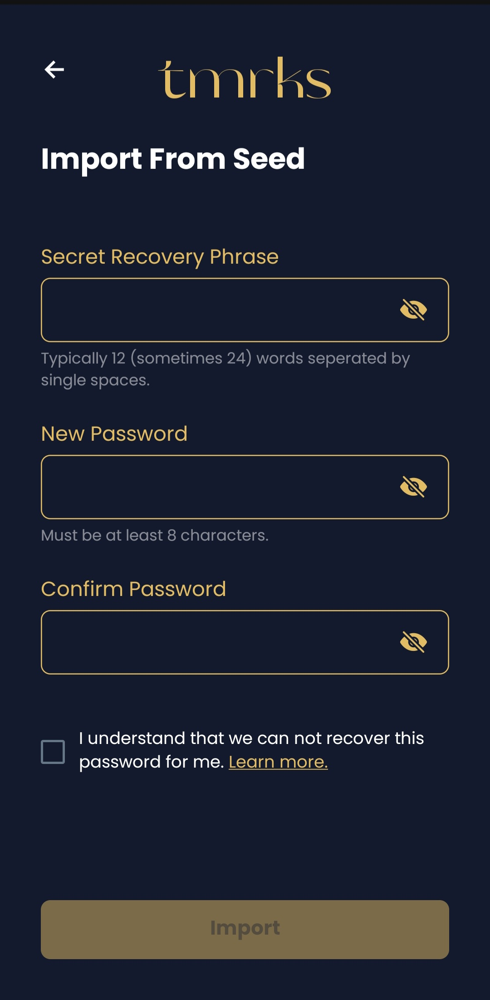 tmrks
Import From Seed
Secret Recovery Phrase
Typically 12 (sometimes 24) words seperated by
single spaces.
New Password
Must be at least 8 characters.
Confirm Password
I understand that we can not recover this
password for me. Learn more.
Import